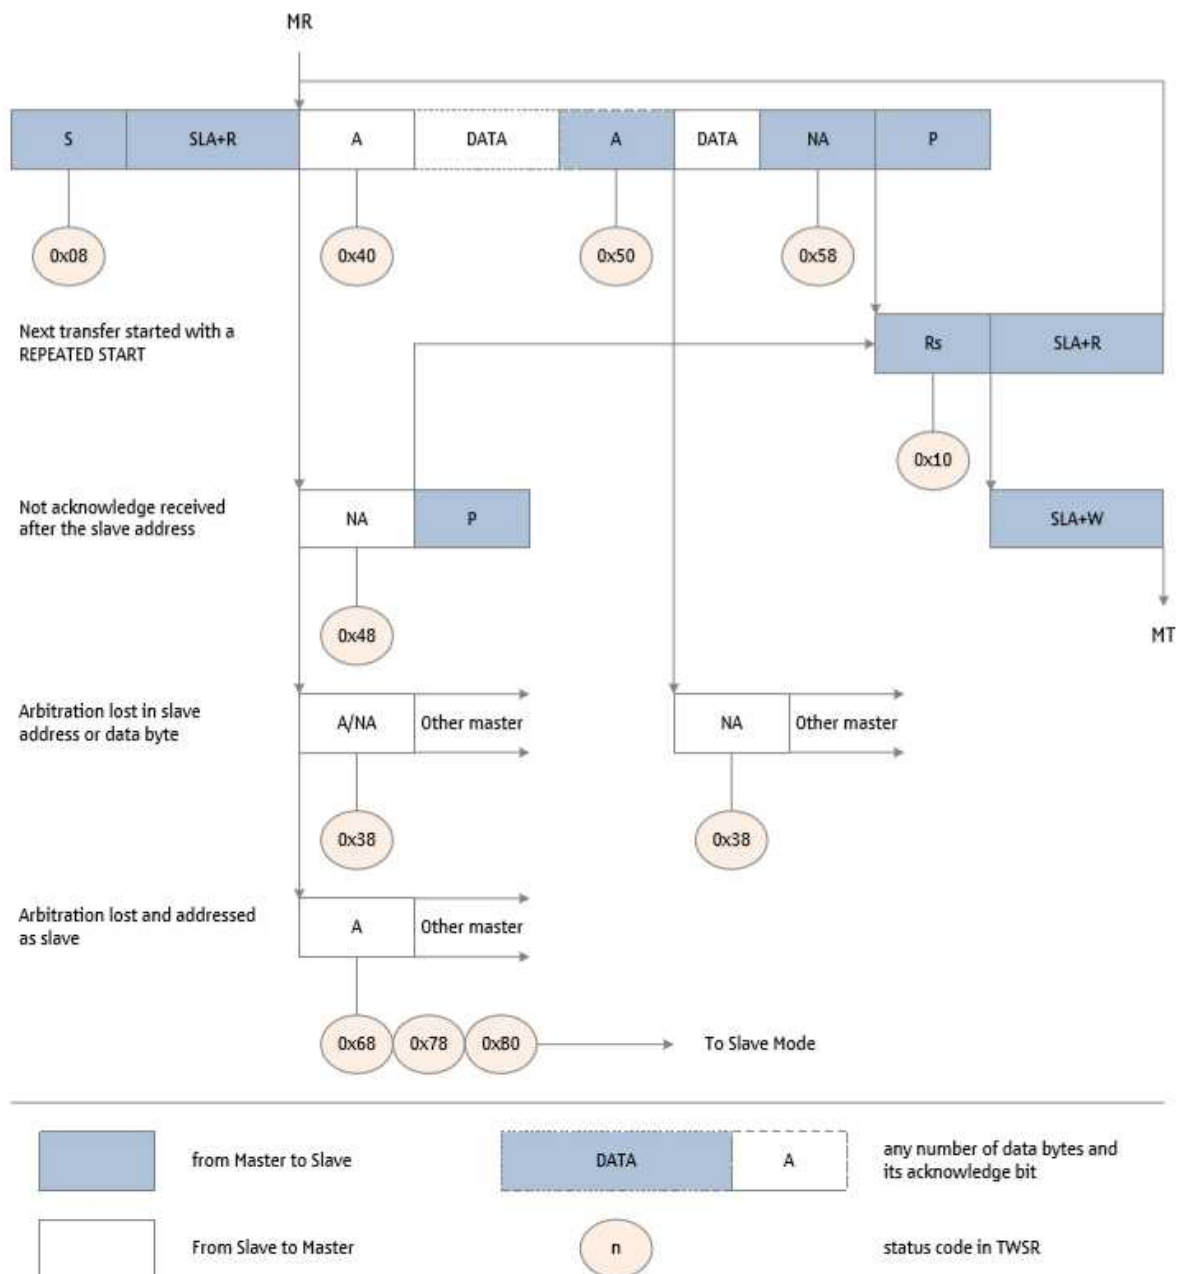 MR
S SLA+R A DATA A DATA NA P
0x08 0x40 0x50 0x58
Next transfer started with a
REPEATED START
Rs SLA+R
0x10
Not acknowledge received
after the slave address
NA P
SLA+W
0x48
MT
Arbitration lost in slave
address or data byte
A/NA Other master
NA Other master
0x38 0x38
Arbitration lost and addressed
as slave
A Other master
0x68 0x78 0x80 To Slave Mode
from Master to Slave
DATA A
any number of data bytes and
its acknowledge bit
From Slave to Master
n
status code in TWSR